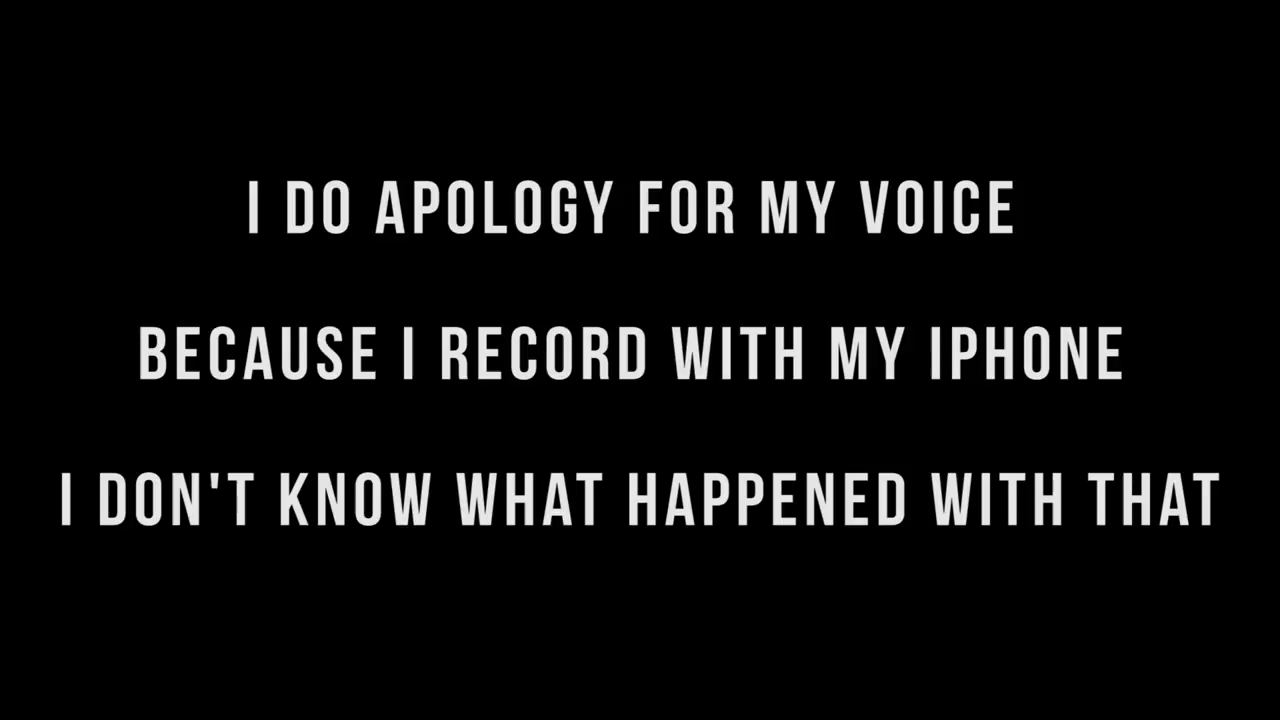 I DO APOLOGY FOR MY VOICE
BECAUSE I RECORD WITH MY IPHONE
I DON'T KNOW WHAT HAPPENED WITH THAT